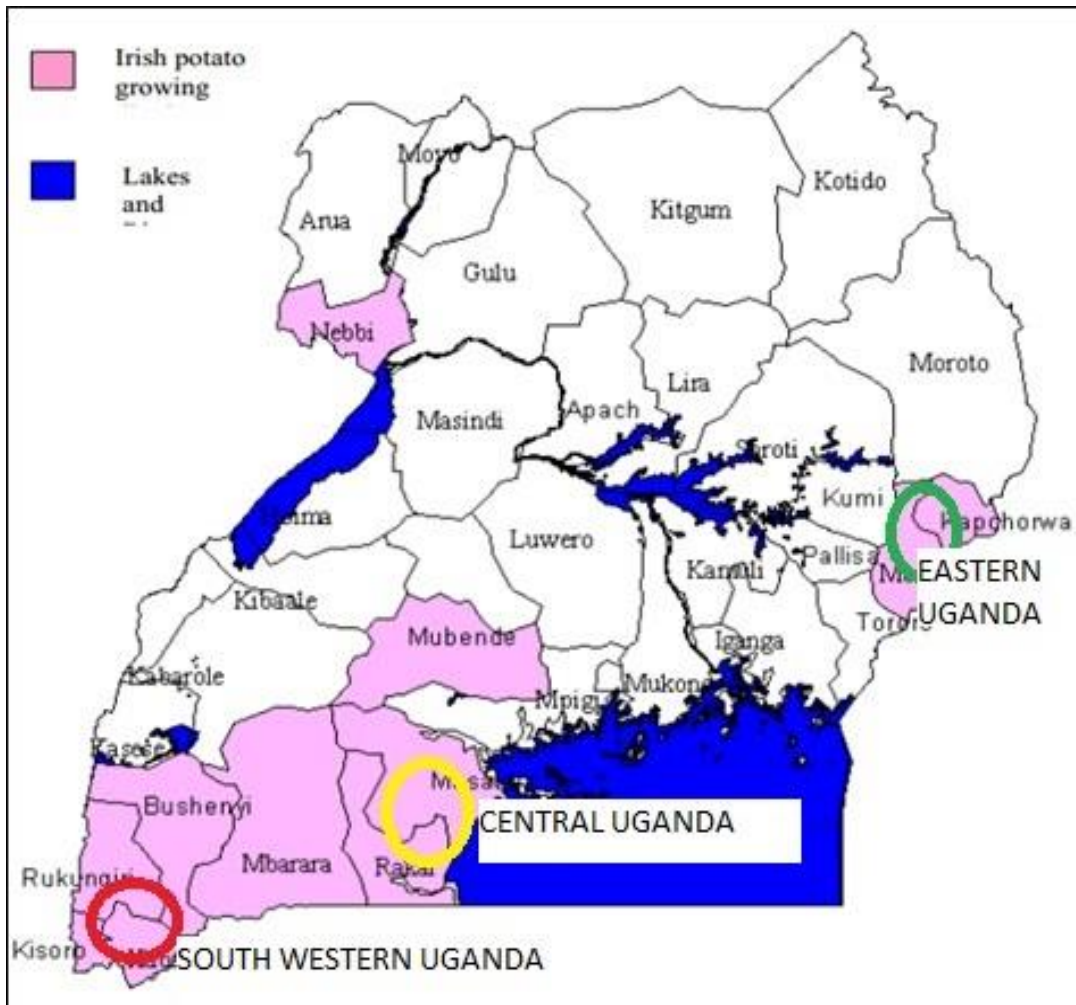 Irish potato
growing
Lakes
and
Moyo
Kotido
Arua
Kitgum
Gulu
Nebbi
Moroto
Lira
Apach
Masindi
Soroti
Kumi
Hoima
Kapchorwa
Luwero
Pallisa
Kamuli
EASTERN
UGANDA
Kibaale
Mubende
Iganga
Kabarole
Mpigi
Mukono
Kasese
Bushenyi
CENTRAL UGANDA
Mbarara
Rakai
Rukungiri
Kisoro
SOUTH WESTERN UGANDA